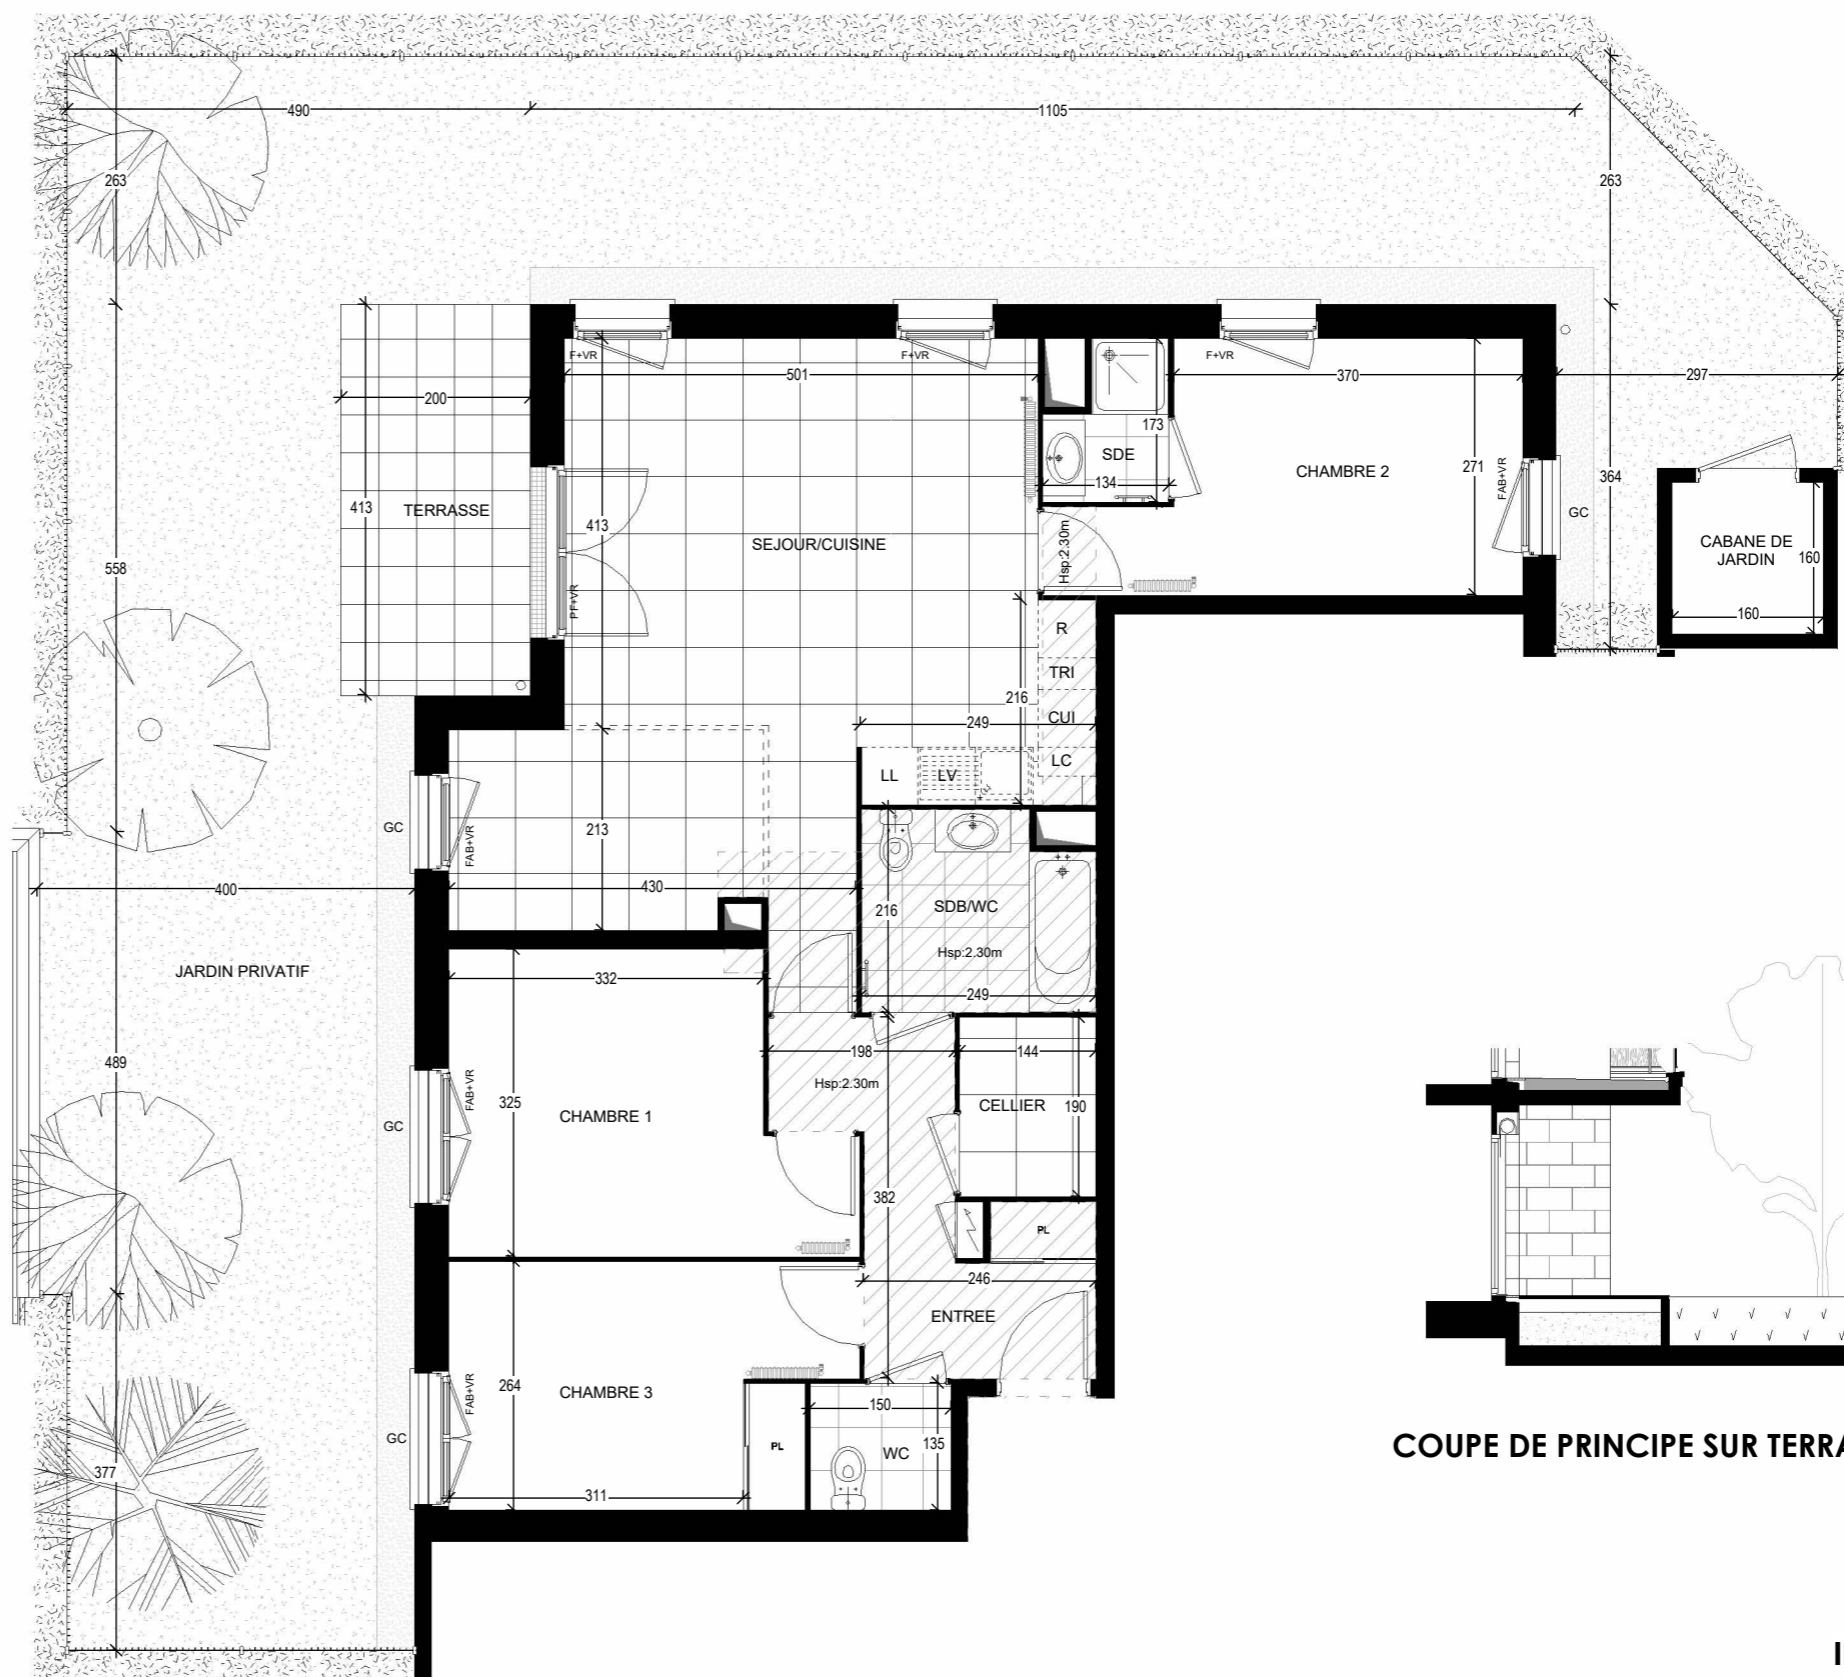 490
1105
263
263
F+VR
F+VR
F+VR
501
370
297
200
173
SDE
134
CHAMBRE 2
271
FAB+VR
364
GC
413
TERRASSE
413
SEJOUR/CUISINE
Hsp:2.30m
CABANE DE
JARDIN
160
160
558
PF+VR
R
TRI
216
CUI
249
LC
LL
LV
GC
FAB+VR
213
400
430
216
SDB/WC
Hsp:2.30m
JARDIN PRIVATIF
332
249
198
144
489
Hsp:2.30m
FAB+VR
325
CHAMBRE 1
CELLIER
190
GC
382
PL
246
ENTREE
FAB+VR
264
CHAMBRE 3
150
GC
PL
WC
135
377
311
COUPE DE PRINCIPE SUR TERRA